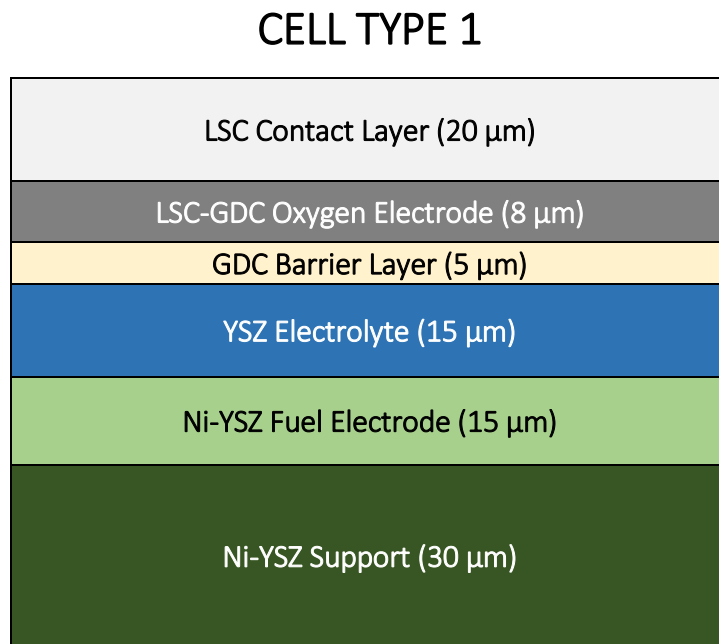 CELL TYPE 1
LSC Contact Layer (20 µm)
LSC-GDC Oxygen Electrode (8 µm)
GDC Barrier Layer (5 µm)
YSZ Electrolyte (15 µm)
Ni-YSZ Fuel Electrode (15 µm)
Ni-YSZ Support (30 µm)